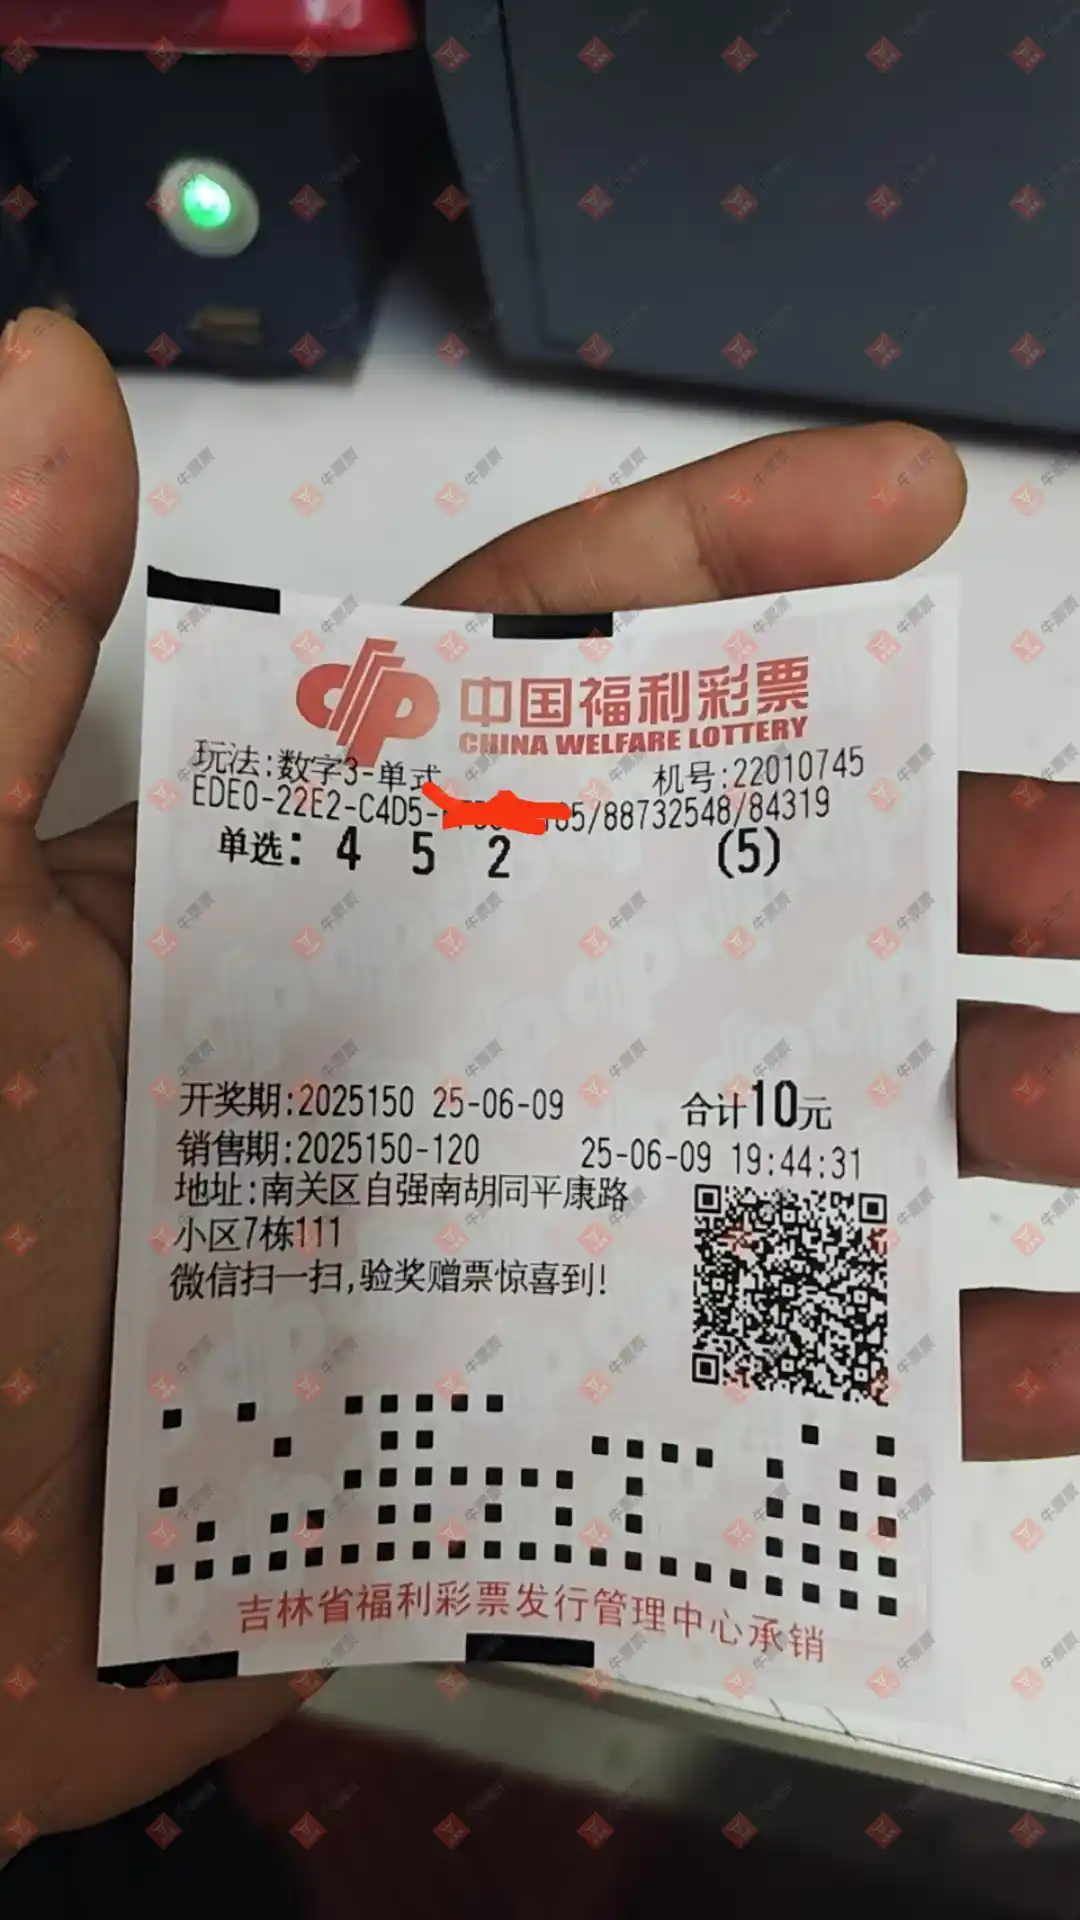 中国福利彩票
CHINA WELFARE LOTTERY
玩法:数字3-单式 机号:22010745
EDE0-22E2-C4D5- /88732548/84319
单选: 4 5 2 (5)
开奖期:2025150 25-06-09 合计10元
销售期:2025150-120 25-06-09 19:44:31
地址:南关区自强南胡同平康路
小区7栋111
微信扫一扫,验奖赠票惊喜到!
吉林省福利彩票发行管理中心承销
牛票票